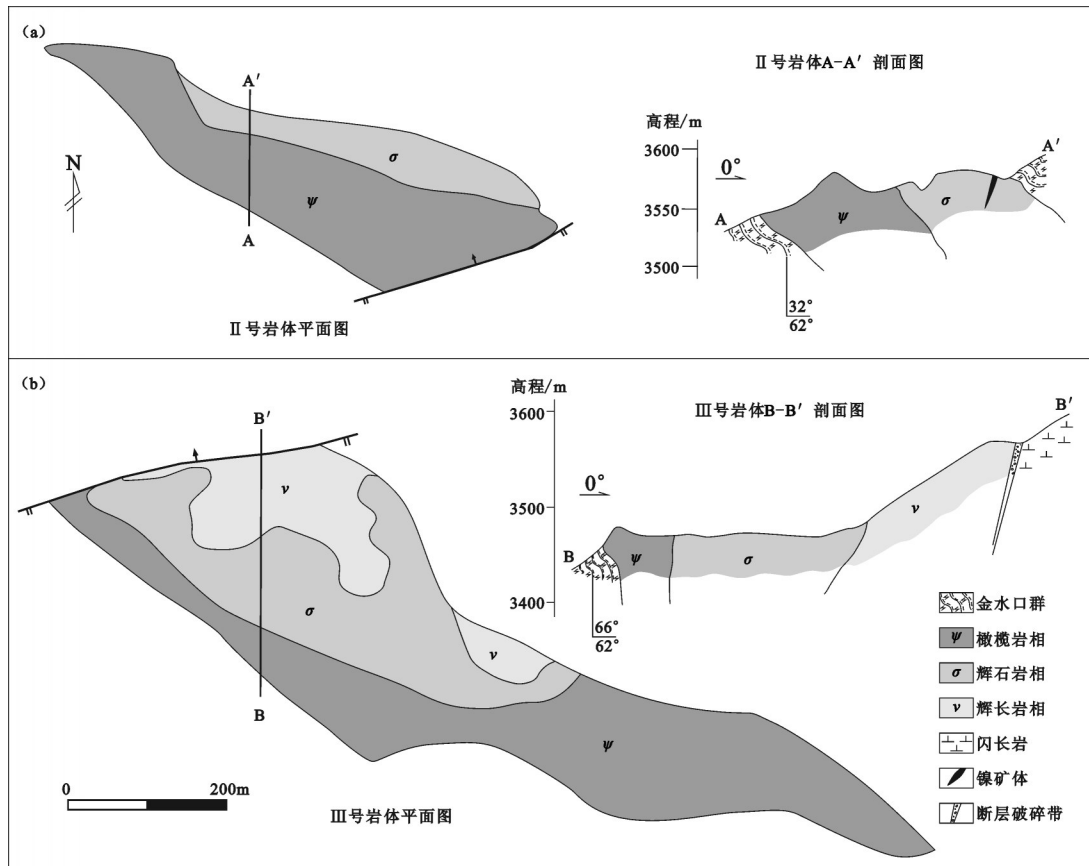 (a)
Ⅱ号岩体A-A′ 剖面图
A′
高程/m
N
σ
ψ
A
3600
0°
A′
3550
A
ψ
σ
3500
32°
62°
Ⅱ号岩体平面图
(b)
高程/m
Ⅲ号岩体B-B′ 剖面图
B′
3600
B′
0°
ν
3500
ν
B
ψ
σ
σ
3400
66°
62°
ν
B
ψ
金水口群
ψ 橄榄岩相
σ 辉石岩相
ν 辉长岩相
闪长岩
镍矿体
断层破碎带
0 200m
Ⅲ号岩体平面图